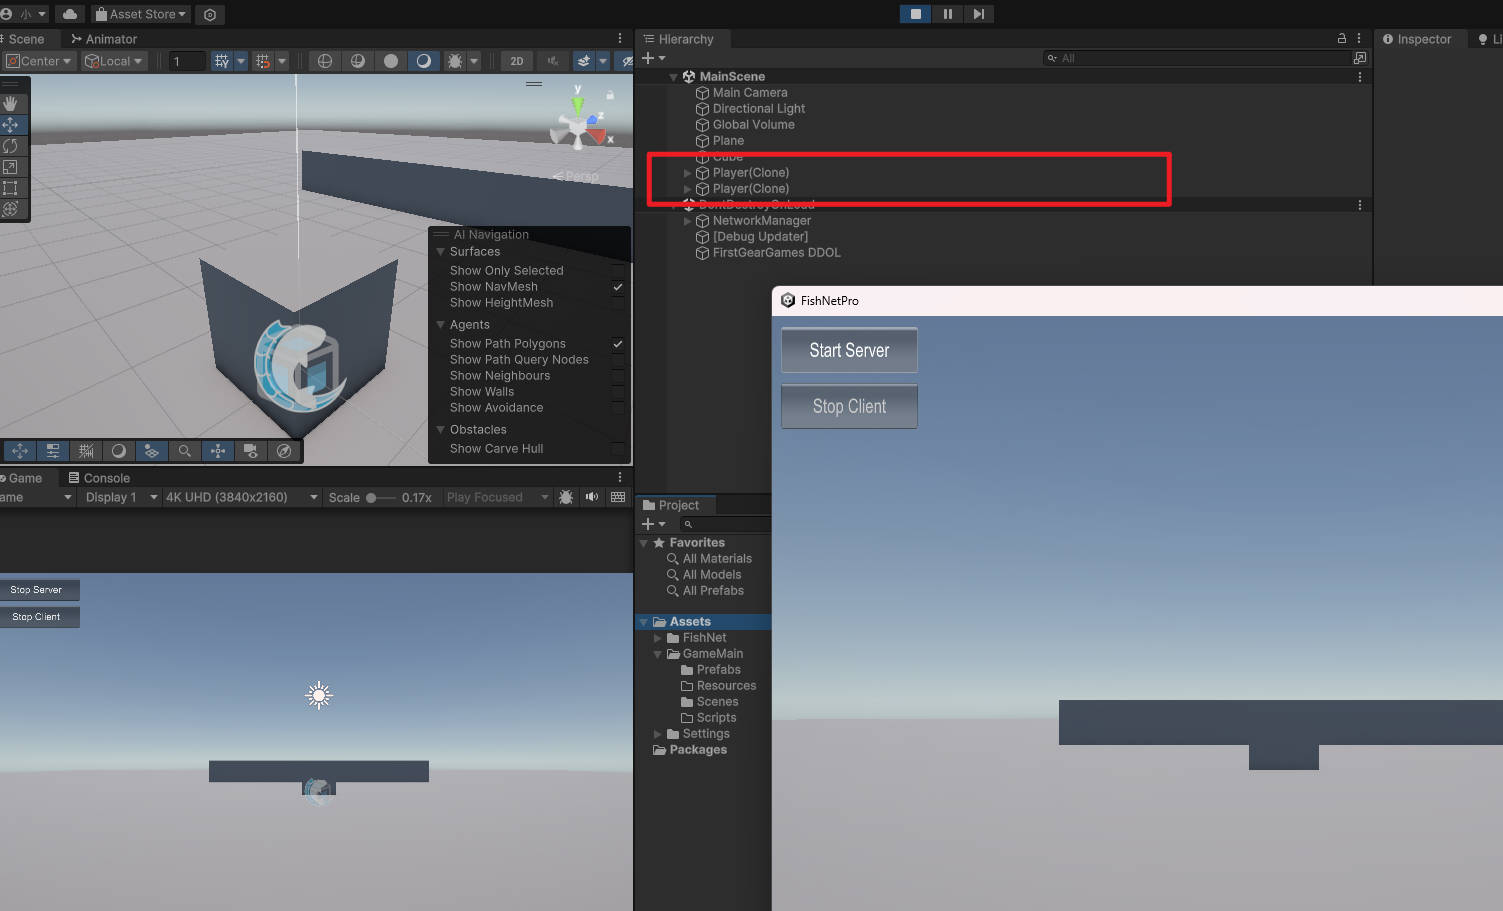 小
Asset Store
Scene
Animator
Center
Local
1
2D
y
z
x
Persp
AI Navigation
Surfaces
Show Only Selected
Show NavMesh
Show HeightMesh
Agents
Show Path Polygons
Show Path Query Nodes
Show Neighbours
Show Walls
Show Avoidance
Obstacles
Show Carve Hull
Game
Console
ame
Display 1
4K UHD (3840x2160)
Scale
0.17x
Play Focused
Stop Server
Stop Client
Hierarchy
All
MainScene
Main Camera
Directional Light
Global Volume
Plane
Cube
Player(Clone)
Player(Clone)
DontDestroyOnLoad
NetworkManager
[Debug Updater]
FirstGearGames DDOL
Inspector
Li
Project
Favorites
All Materials
All Models
All Prefabs
Assets
FishNet
GameMain
Prefabs
Resources
Scenes
Scripts
Settings
Packages
FishNetPro
Start Server
Stop Client